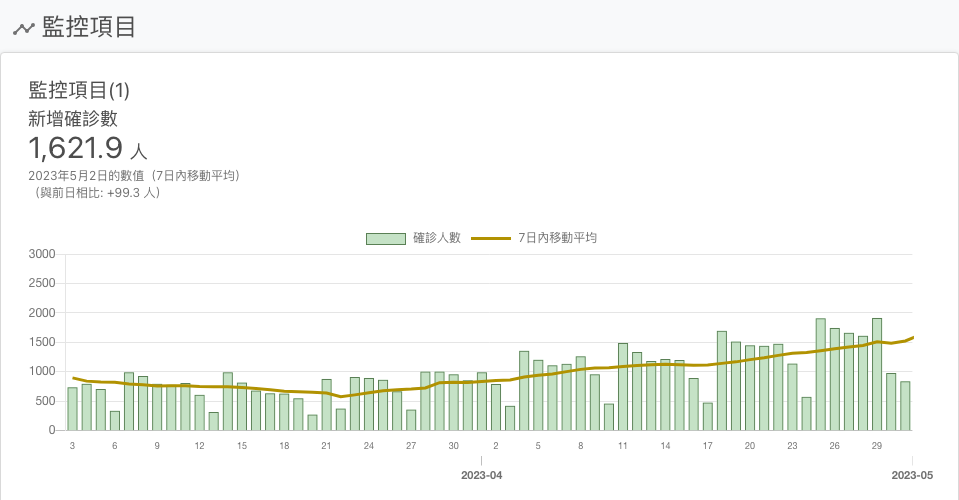 監控項目
監控項目(1)
新增確診數
1,621.9 人
2023年5月2日的數值（7日內移動平均）
（與前日相比: +99.3 人）
確診人數 7日內移動平均
3000
2500
2000
1500
1000
500
0
3 6 9 12 15 18 21 24 27 30 2 5 8 11 14 17 20 23 26 29
2023-04 2023-05